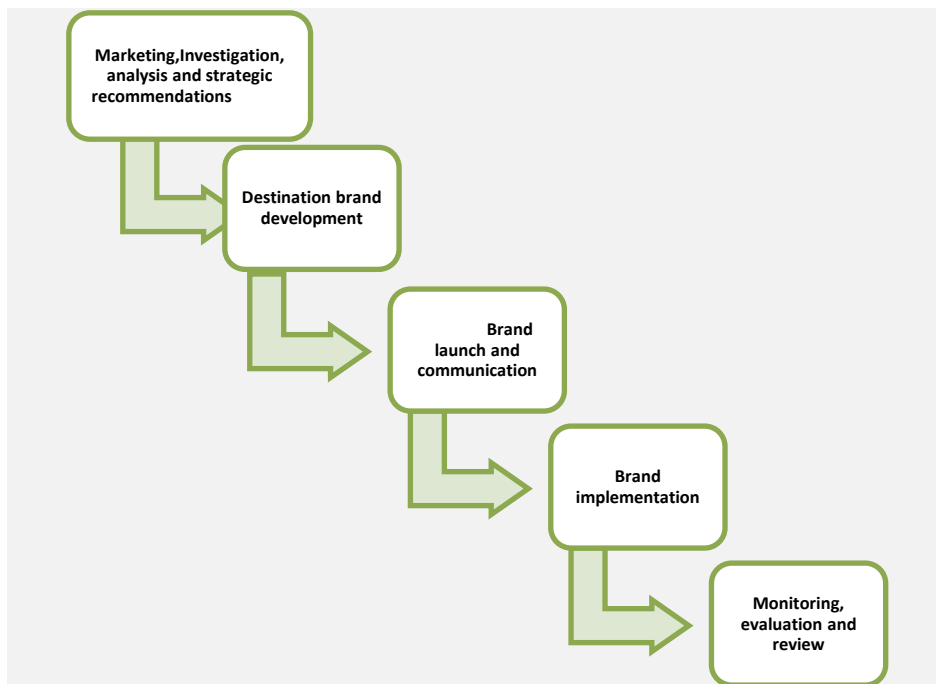 Marketing,Investigation,
analysis and strategic
recommendations
Destination brand
development
Brand
launch and
communication
Brand
implementation
Monitoring,
evaluation and
review